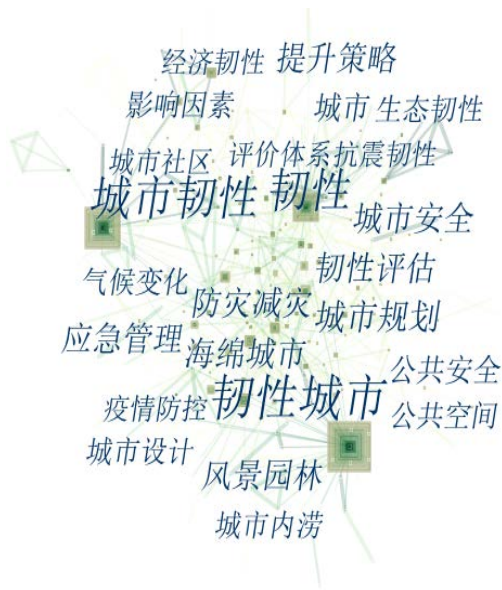 经济韧性 提升策略
影响因素 城市 生态韧性
城市社区 评价体系抗震韧性
城市韧性 韧性
城市安全
气候变化 韧性评估
防灾减灾 城市规划
应急管理 海绵城市
公共安全
疫情防控 韧性城市 公共空间
城市设计
风景园林
城市内涝